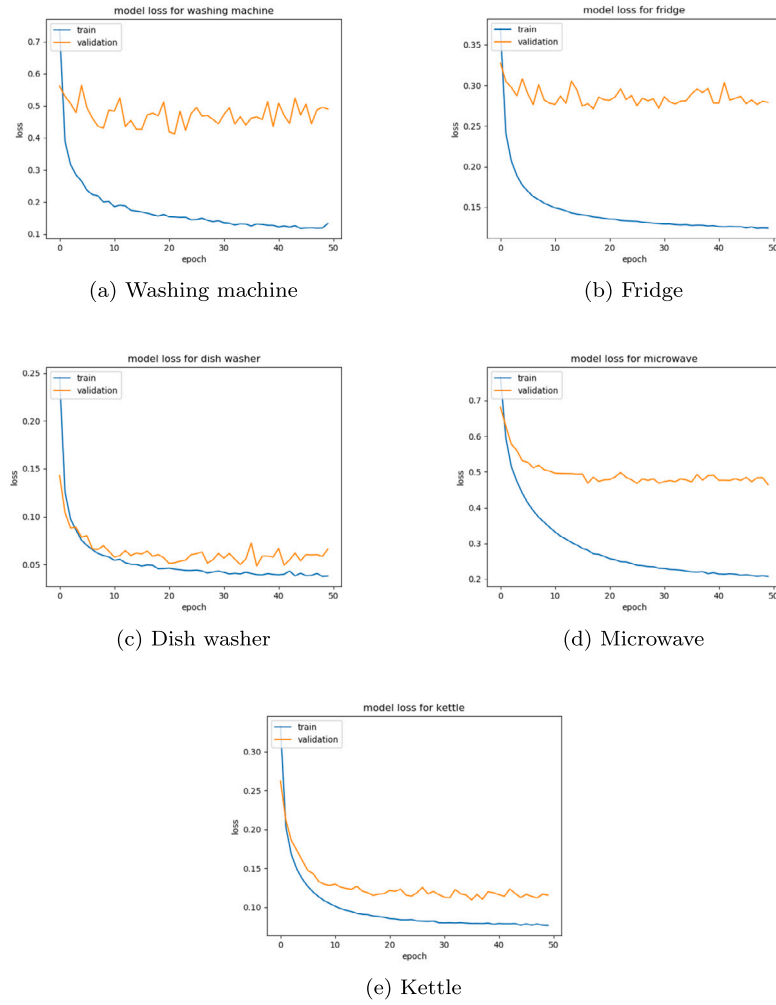 model loss for washing machine
train
validation
loss
0.7
0.6
0.5
0.4
0.3
0.2
0.1
0 10 20 30 40 50
epoch
(a) Washing machine
model loss for fridge
train
validation
loss
0.35
0.30
0.25
0.20
0.15
0 10 20 30 40 50
epoch
(b) Fridge
model loss for dish washer
train
validation
loss
0.25
0.20
0.15
0.10
0.05
0 10 20 30 40 50
epoch
(c) Dish washer
model loss for microwave
train
validation
loss
0.7
0.6
0.5
0.4
0.3
0.2
0 10 20 30 40 50
epoch
(d) Microwave
model loss for kettle
train
validation
loss
0.30
0.25
0.20
0.15
0.10
0 10 20 30 40 50
epoch
(e) Kettle